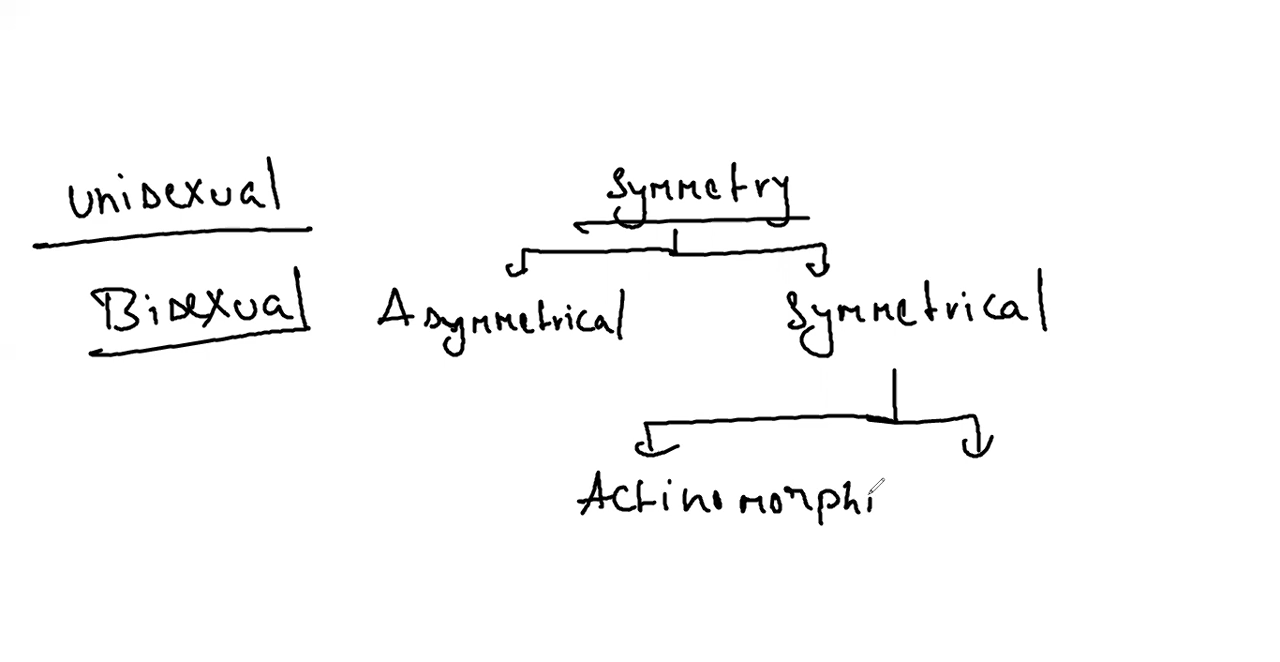 Unisexual
Symmetry
Bisexual
Asymmetrical
Symmetrical
Actinomorphi